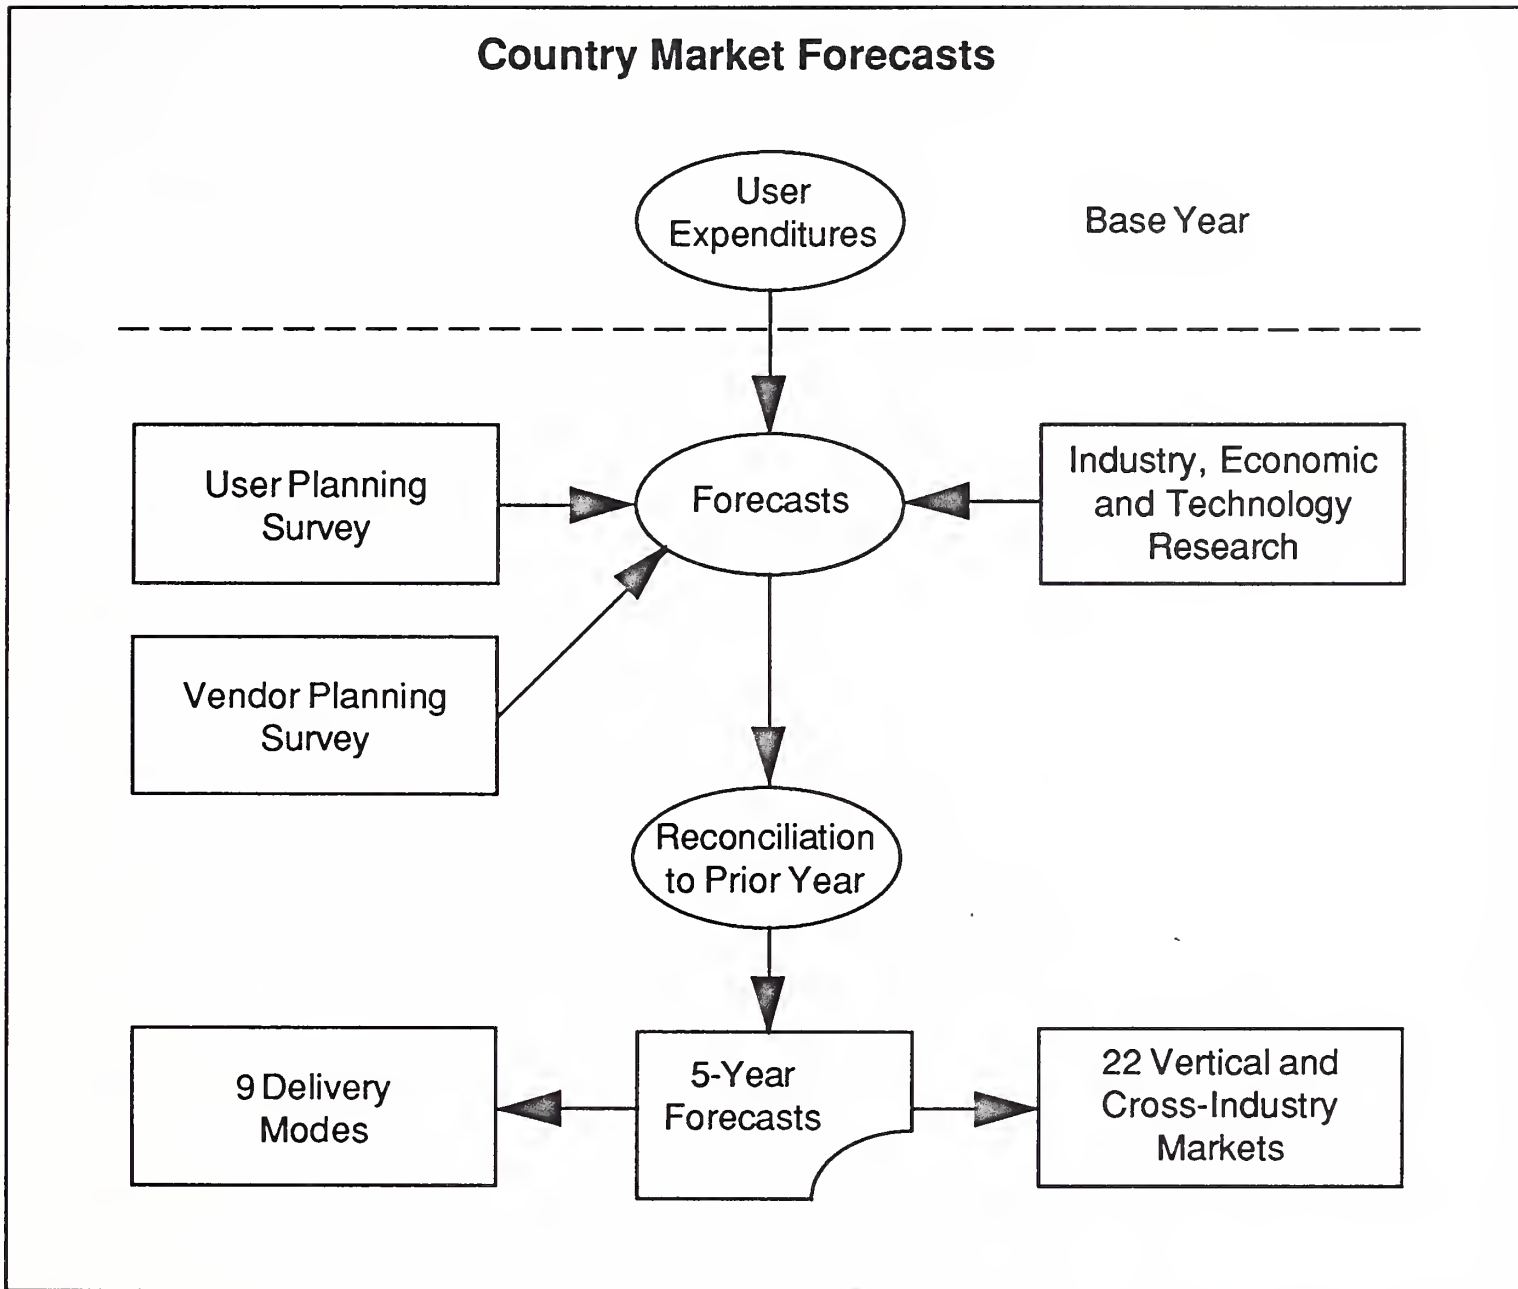 Country Market Forecasts
User
Expenditures
Base Year
User Planning
Survey
Forecasts
Industry, Economic
and Technology
Research
Vendor Planning
Survey
Reconciliation
to Prior Year
9 Delivery
Modes
5-Year
Forecasts
22 Vertical and
Cross-Industry
Markets